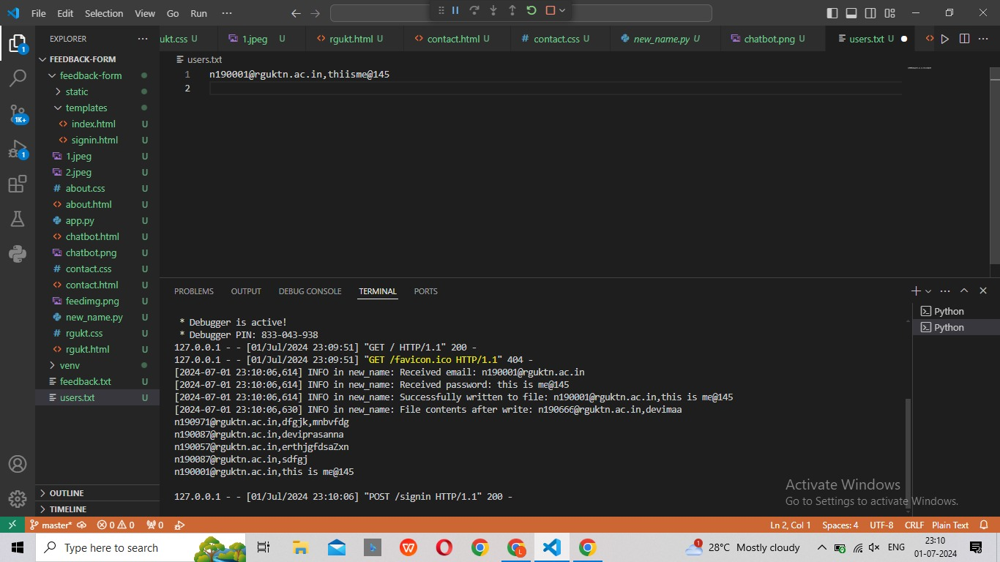 File Edit Selection View Go Run ···
EXPLORER ···
FEEDBACK-FORM
feedback-form
static
templates
index.html U
signin.html U
1.jpeg U
2.jpeg U
about.css U
about.html U
app.py U
chatbot.html U
chatbot.png U
contact.css U
contact.html U
feedimg.png U
new_name.py U
rgukt.css U
rgukt.html U
venv
feedback.txt U
users.txt U
OUTLINE
TIMELINE
1
1K+
1
ukt.css U 1.jpeg U rgukt.html U contact.html U contact.css U new_name.py U chatbot.png U users.txt U
users.txt
1 n190001@rguktn.ac.in,thiisme@145
2
PROBLEMS OUTPUT DEBUG CONSOLE TERMINAL PORTS
Python
Python
* Debugger is active!
* Debugger PIN: 833-043-938
127.0.0.1 - - [01/Jul/2024 23:09:51] "GET / HTTP/1.1" 200 -
127.0.0.1 - - [01/Jul/2024 23:09:51] "GET /favicon.ico HTTP/1.1" 404 -
[2024-07-01 23:10:06,614] INFO in new_name: Received email: n190001@rguktn.ac.in
[2024-07-01 23:10:06,614] INFO in new_name: Received password: this is me@145
[2024-07-01 23:10:06,614] INFO in new_name: Successfully written to file: n190001@rguktn.ac.in,this is me@145
[2024-07-01 23:10:06,630] INFO in new_name: File contents after write: n190666@rguktn.ac.in,devimaa
n190971@rguktn.ac.in,dfgjk,mnbvfdg
n190087@rguktn.ac.in,deviprasanna
n190057@rguktn.ac.in,erthjgfdsaZxn
n190087@rguktn.ac.in,sdfgj
n190001@rguktn.ac.in,this is me@145
127.0.0.1 - - [01/Jul/2024 23:10:06] "POST /signin HTTP/1.1" 200 -
Activate Windows
Go to Settings to activate Windows.
master* 0 0 0 Ln 2, Col 1 Spaces: 4 UTF-8 CRLF Plain Text
Type here to search W L 1 28°C Mostly cloudy ENG 23:10
01-07-2024